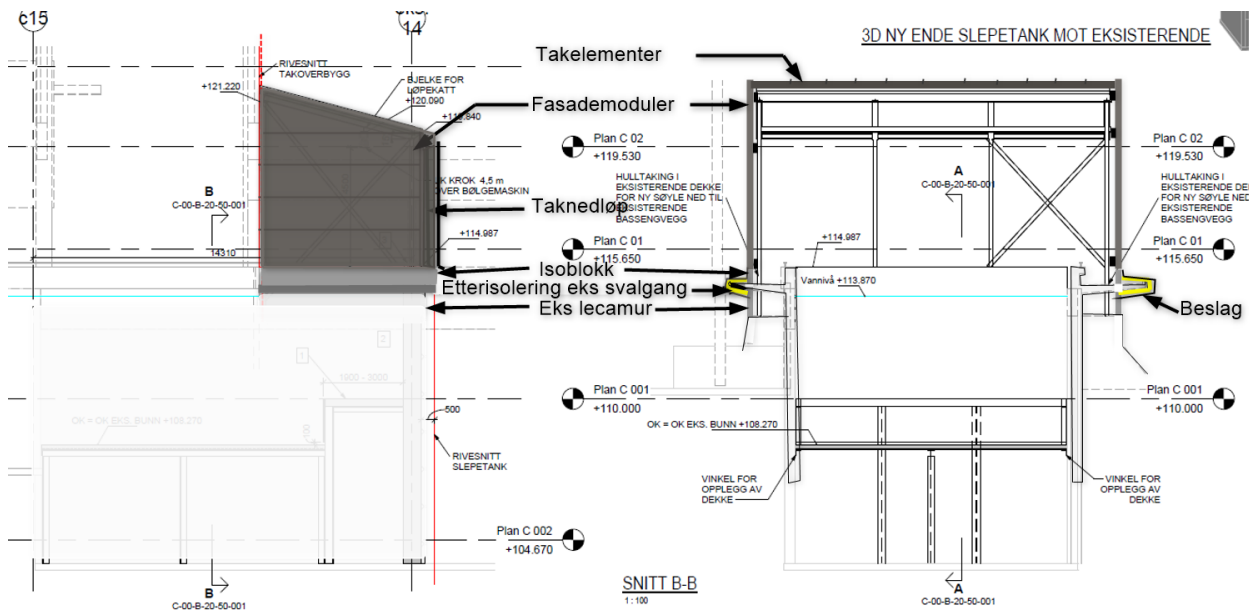 c15
14
RIVESNITT
TAKOVERBYGG
+121.220
BJELKE FOR
LØPEKATT
+120.090
Takelementer
3D NY ENDE SLEPETANK MOT EKSISTERENDE
Fasademoduler
Plan C 02
+119.530
Plan C 02
+119.530
B
C-00-B-20-50-001
KROK 4,5 m
OVER BØLGEMASKIN
HULLTAKING I
EKSISTERENDE DEKKE
FOR NY SØYLE NED TIL
EKSISTERENDE
BASSENGVEGG
A
C-00-B-20-50-001
HULLTAKING I
EKSISTERENDE DE
FOR NY SØYLE NED
EKSISTERENDE
BASSENGVEGG
Taknedløp
+114.987
14310
Plan C 01
+115.650
+114.987
Plan C 01
+115.650
Isoblokk
Etterisolering eks svalgang
Vannivå +113.870
Eks lecamur
Beslag
2
1
1900 - 3000
Plan C 001
+110.000
Plan C 001
+110.000
500
OK = OK EKS. BUNN +108.270
100
OK = OK EKS. BUNN +108.270
RIVESNITT
SLEPETANK
VINKEL FOR
OPPLEGG AV
DEKKE
VINKEL FOR
OPPLEGG AV
DEKKE
Plan C 002
+104.670
B
C-00-B-20-50-001
SNITT B-B
1 : 100
A
C-00-B-20-50-001